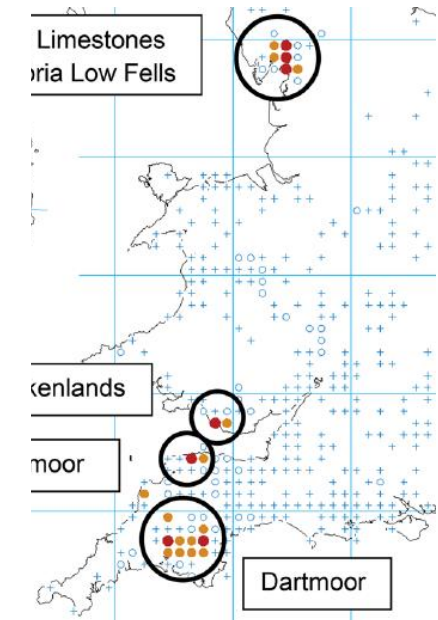 Limestones
oria Low Fells
kenlands
moor
Dartmoor